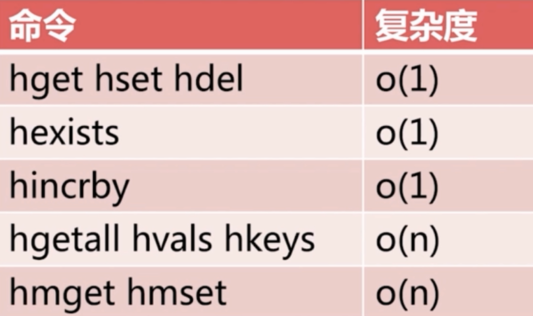 命令 复杂度
hget hset hdel o(1)
hexists o(1)
hincrby o(1)
hgetall hvals hkeys o(n)
hmget hmset o(n)